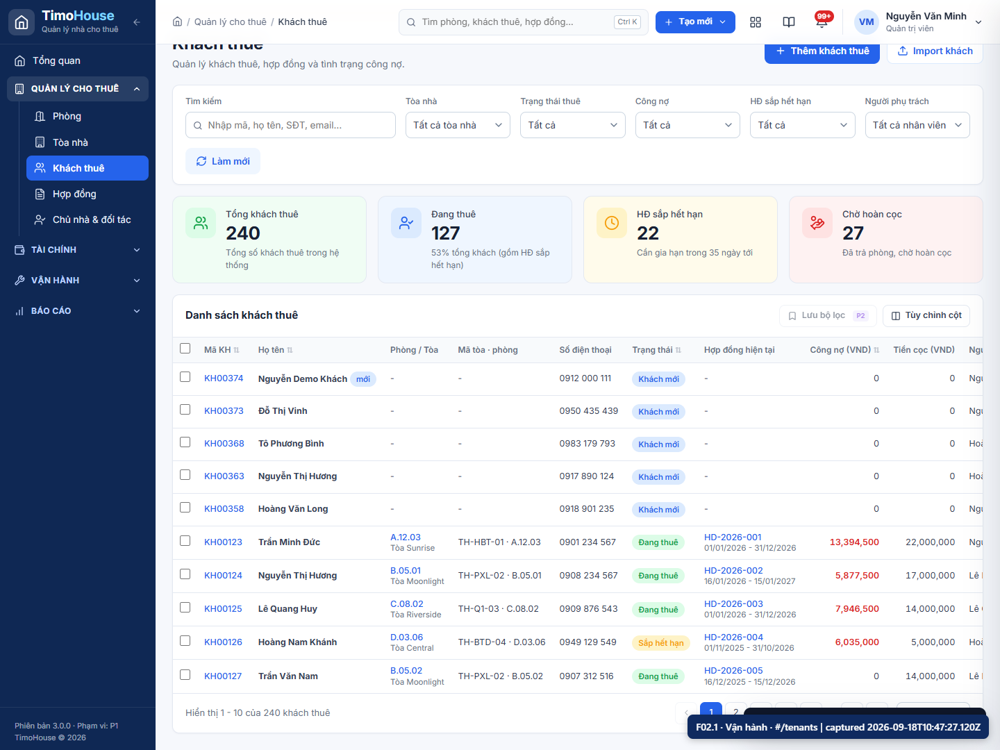 TimoHouse
Quản lý nhà cho thuê
Tổng quan
QUẢN LÝ CHO THUÊ
Phòng
Tòa nhà
Khách thuê
Hợp đồng
Chủ nhà & đối tác
TÀI CHÍNH
VẬN HÀNH
BÁO CÁO
Phiên bản 3.0.0 · Phạm vi: P1
TimoHouse © 2026
/ Quản lý cho thuê / Khách thuê
Tìm phòng, khách thuê, hợp đồng... Ctrl K
Tạo mới
99+
VM
Nguyễn Văn Minh
Quản trị viên
Khách thuê
Quản lý khách thuê, hợp đồng và tình trạng công nợ.
Thêm khách thuê
Import khách
Tìm kiếm
Nhập mã, họ tên, SĐT, email...
Tòa nhà
Tất cả tòa nhà
Trạng thái thuê
Tất cả
Công nợ
Tất cả
HĐ sắp hết hạn
Tất cả
Người phụ trách
Tất cả nhân viên
Làm mới
Tổng khách thuê
240
Tổng số khách thuê trong hệ
thống
Đang thuê
127
53% tổng khách (gồm HĐ sắp
hết hạn)
HĐ sắp hết hạn
22
Cần gia hạn trong 35 ngày tới
Chờ hoàn cọc
27
Đã trả phòng, chờ hoàn cọc
Danh sách khách thuê
Lưu bộ lọc P2
Tùy chỉnh cột
Mã KH Họ tên Phòng / Tòa Mã tòa · phòng Số điện thoại Trạng thái Hợp đồng hiện tại Công nợ (VND) Tiền cọc (VND)
KH00374 Nguyễn Demo Khách mới - - 0912 000 111 Khách mới - 0 0
KH00373 Đỗ Thị Vinh - - 0950 435 439 Khách mới - 0 0
KH00368 Tô Phương Bình - - 0983 179 793 Khách mới - 0 0
KH00363 Nguyễn Thị Hương - - 0917 890 124 Khách mới - 0 0
KH00358 Hoàng Văn Long - - 0918 901 235 Khách mới - 0 0
KH00123 Trần Minh Đức A.12.03 TH-HBT-01 · A.12.03 0901 234 567 Đang thuê HD-2026-001 13,394,500 22,000,000
Tòa Sunrise 01/01/2026 - 31/12/2026
KH00124 Nguyễn Thị Hương B.05.01 TH-PXL-02 · B.05.01 0908 234 567 Đang thuê HD-2026-002 5,877,500 17,000,000 Lê
Tòa Moonlight 16/01/2026 - 15/01/2027
KH00125 Lê Quang Huy C.08.02 TH-Q1-03 · C.08.02 0909 876 543 Đang thuê HD-2026-003 7,946,500 14,000,000 Lê
Tòa Riverside 01/01/2026 - 31/12/2026
KH00126 Hoàng Nam Khánh D.03.06 TH-BTD-04 · D.03.06 0949 129 549 Sắp hết hạn HD-2026-004 6,035,000 5,000,000
Tòa Central 01/11/2025 - 31/10/2026
KH00127 Trần Văn Nam B.05.02 TH-PXL-02 · B.05.02 0907 312 516 Đang thuê HD-2026-005 0 14,000,000 Lê
Tòa Moonlight 16/12/2025 - 15/12/2026
Hiển thị 1 - 10 của 240 khách thuê
1 2
F02.1 · Vận hành · #/tenants | captured 2026-09-18T10:47:27.120Z